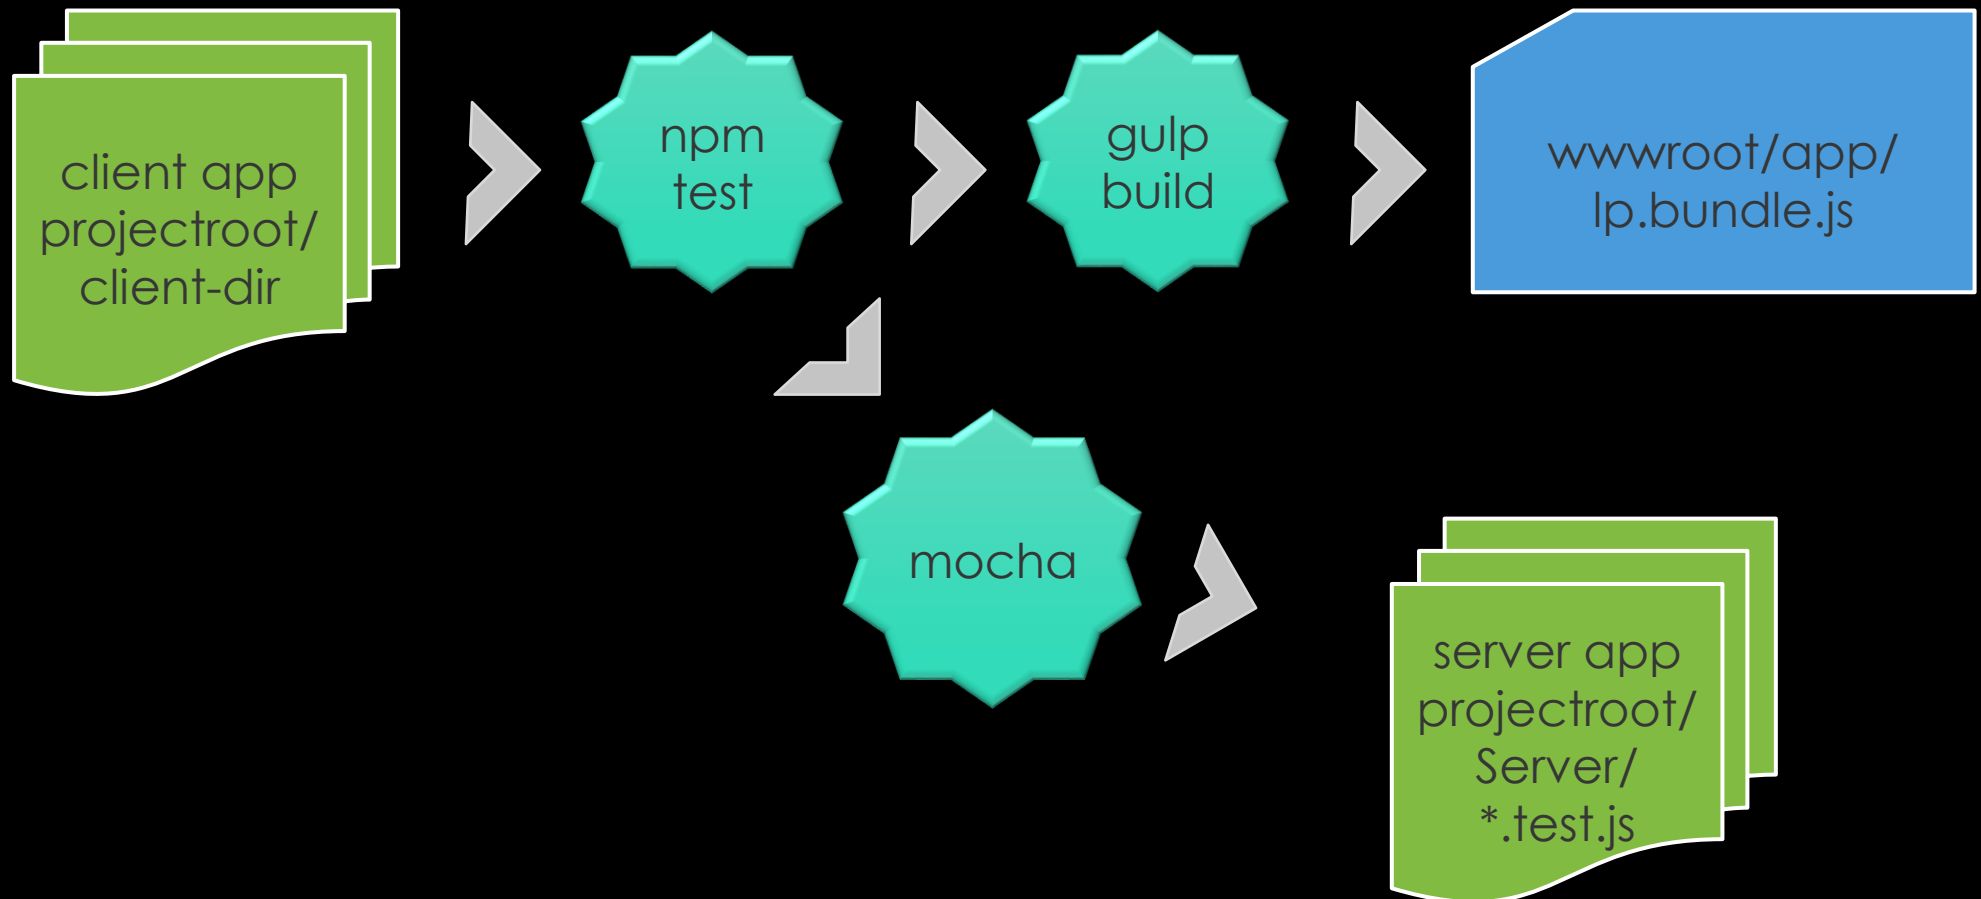 client app
projectroot/
client-dir
npm
test
gulp
build
wwwroot/app/
lp.bundle.js
mocha
server app
projectroot/
Server/
*.test.js